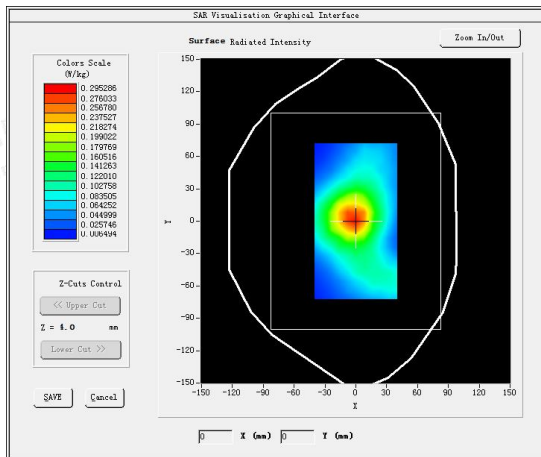 SAR Visualisation Graphical Interface
Surface Radiated Intensity
Zoom In/Out
Colors Scale
(W/kg)
0.295286
0.276033
0.256780
0.237527
0.218274
0.199022
0.179769
0.160516
0.141263
0.122010
0.102758
0.083505
0.064252
0.044999
0.025746
0.006494
Z-Cuts Control
<< Upper Cut
Z = 4.0 mm
Lower Cut >>
SAVE
Cancel
150
120
90
60
30
0
-30
-60
-90
-120
-150
Y
-150 -120 -90 -60 -30 0 30 60 90 120 150
X
0 X (mm) 0 Y (mm)